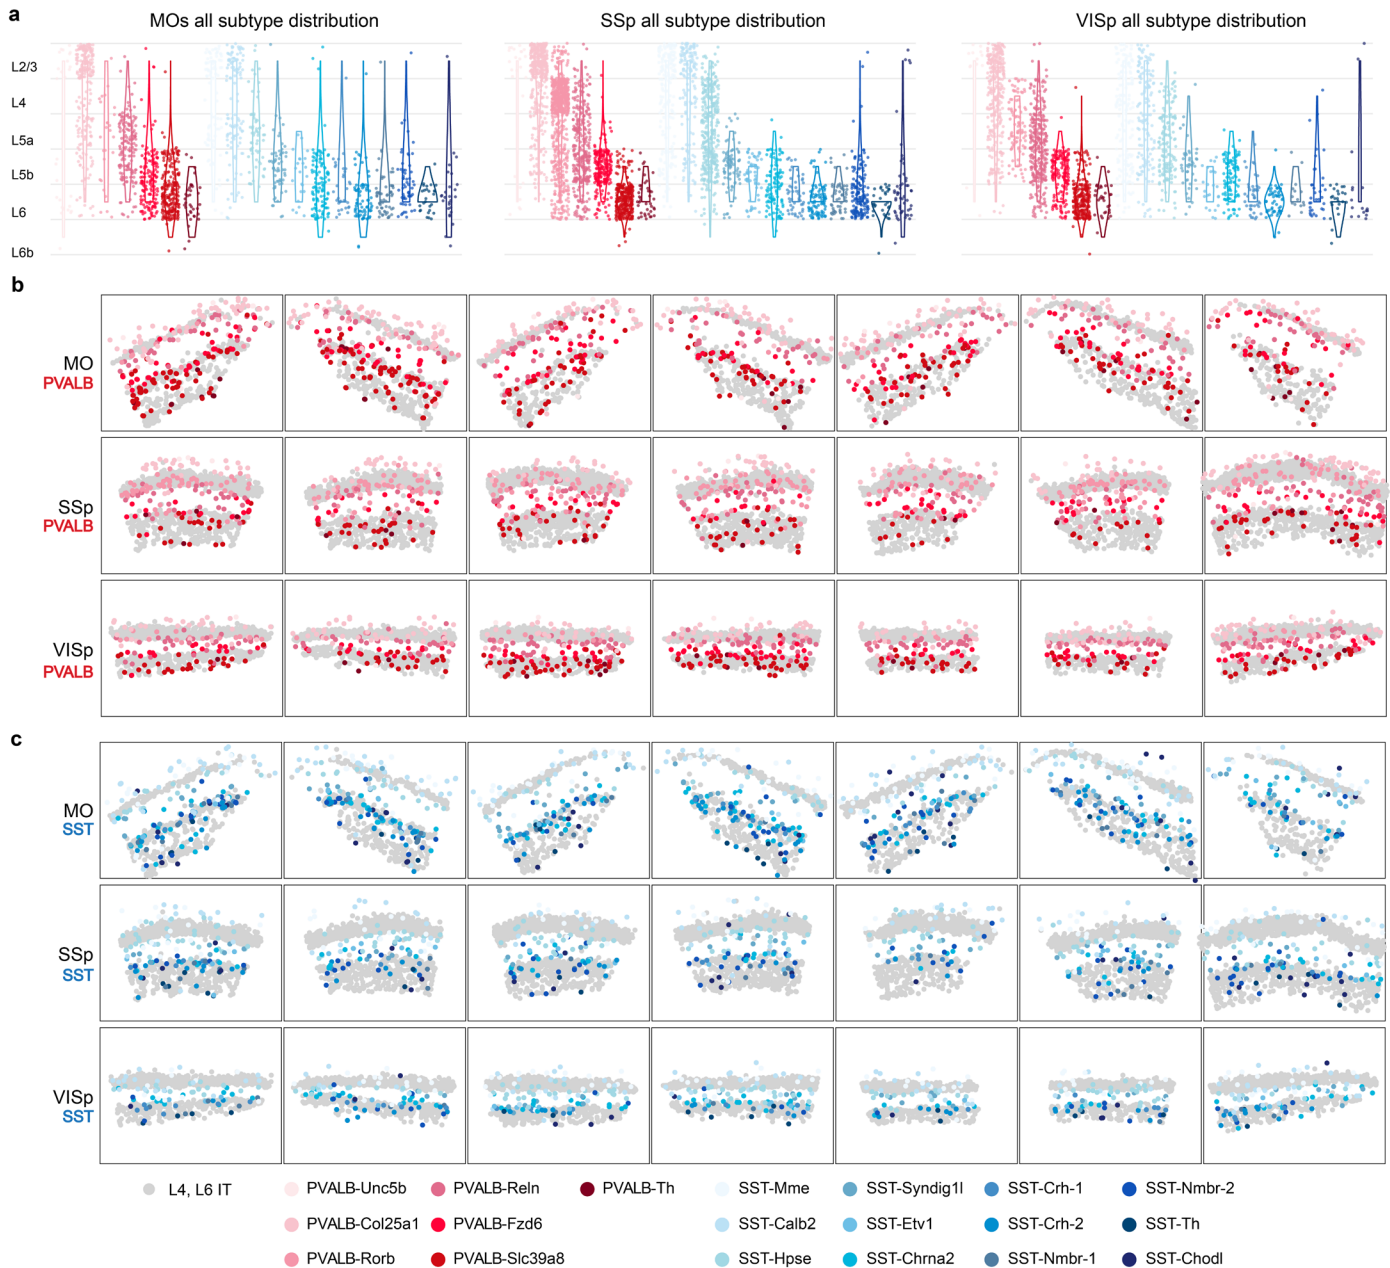 a
MOs all subtype distribution
SSp all subtype distribution
VISp all subtype distribution
L2/3
L4
L5a
L5b
L6
L6b
b
MO
PVALB
SSp
PVALB
VISp
PVALB
c
MO
SST
SSp
SST
VISp
SST
L4, L6 IT
PVALB-Unc5b
PVALB-Reln
PVALB-Th
SST-Mme
SST-Syndig1l
SST-Crh-1
SST-Nmbr-2
PVALB-Col25a1
PVALB-Fzd6
SST-Calb2
SST-Etv1
SST-Crh-2
SST-Th
PVALB-Rorb
PVALB-Slc39a8
SST-Hpse
SST-Chrna2
SST-Nmbr-1
SST-Chodl